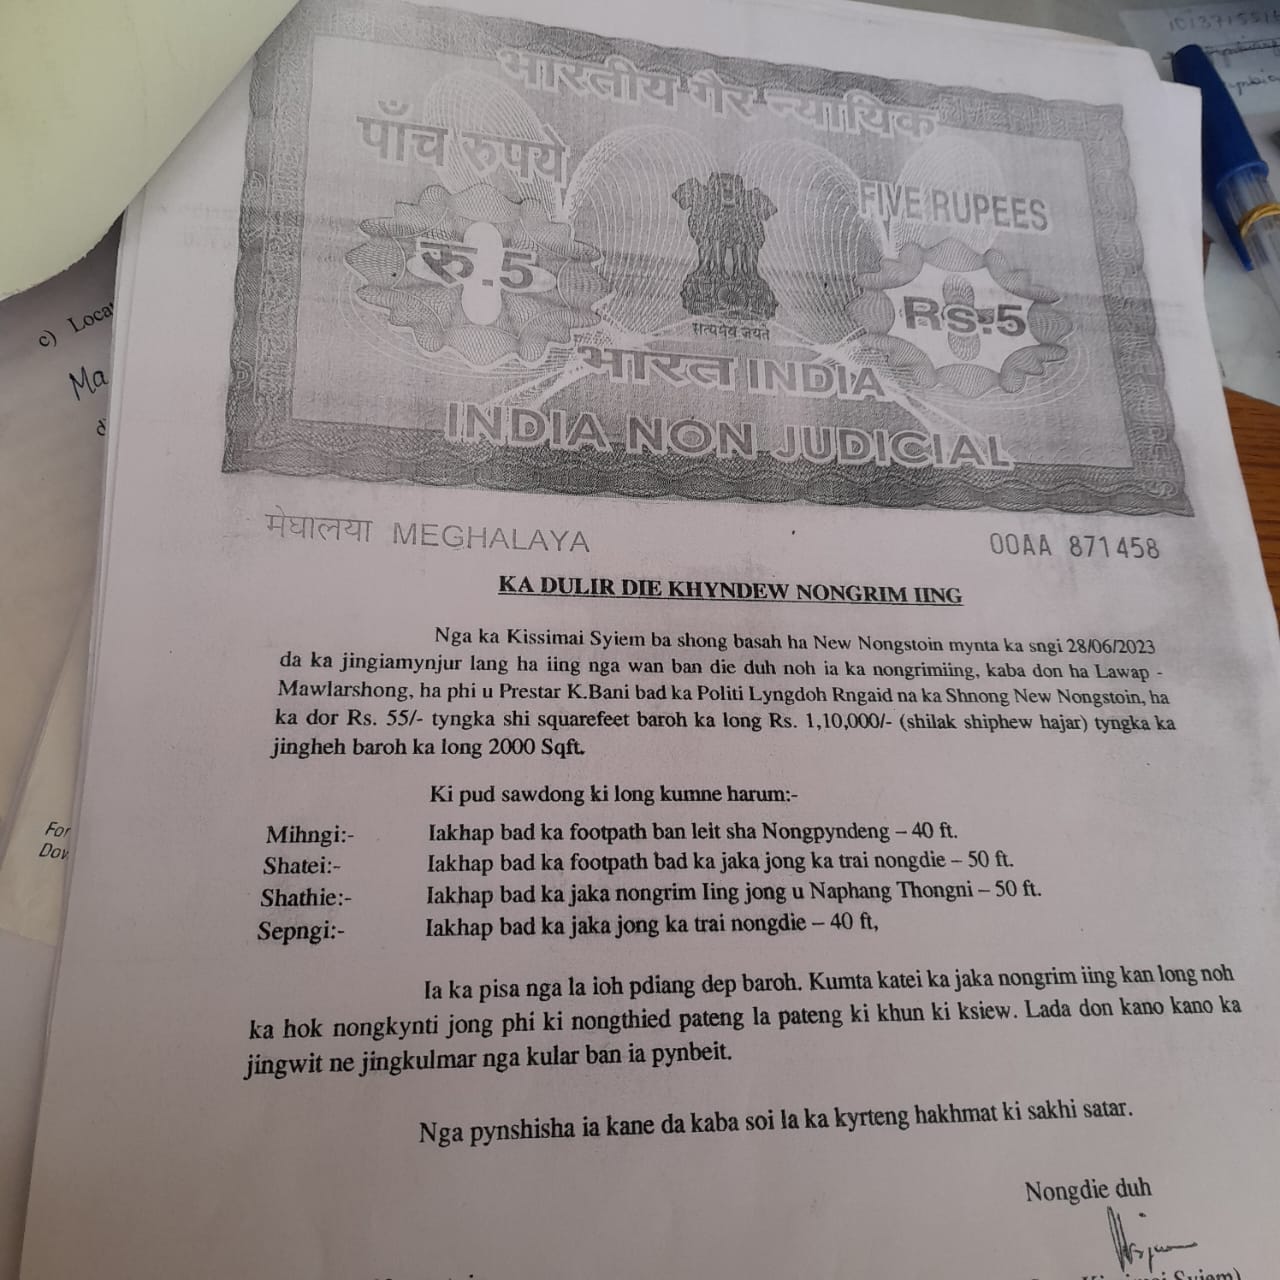 भारतीय गैर न्यायिक
पाँच रुपये
FIVE RUPEES
रु.5
Rs.5
सत्यमेव जयते
भारत INDIA
INDIA NON JUDICIAL
मेघालया MEGHALAYA
00AA 871458
KA DULIR DIE KHYNDEW NONGRIM IING
Nga ka Kissimai Syiem ba shong basah ha New Nongstoin mynta ka sngi 28/06/2023
da ka jingiamynjur lang ha iing nga wan ban die duh noh ia ka nongrimiing, kaba don ha Lawap -
Mawlarshong, ha phi u Prestar K.Bani bad ka Politi Lyngdoh Rngaid na ka Shnong New Nongstoin, ha
ka dor Rs. 55/- tyngka shi squarefeet baroh ka long Rs. 1,10,000/- (shilak shiphew hajar) tyngka ka
jingheh baroh ka long 2000 Sqft.
Ki pud sawdong ki long kumne harum:-
Mihngi:- Iakhap bad ka footpath ban leit sha Nongpyndeng – 40 ft.
Shatei:- Iakhap bad ka footpath bad ka jaka jong ka trai nongdie – 50 ft.
Shathie:- Iakhap bad ka jaka nongrim Iing jong u Naphang Thongni – 50 ft.
Sepngi:- Iakhap bad ka jaka jong ka trai nongdie – 40 ft,
Ia ka pisa nga la ioh pdiang dep baroh. Kumta katei ka jaka nongrim iing kan long noh
ka hok nongkynti jong phi ki nongthied pateng la pateng ki khun ki ksiew. Lada don kano kano ka
jingwit ne jingkulmar nga kular ban ia pynbeit.
Nga pynshisha ia kane da kaba soi la ka kyrteng hakhmat ki sakhi satar.
Nongdie duh
Syiem)
c) Loca
Ma
For
Dov